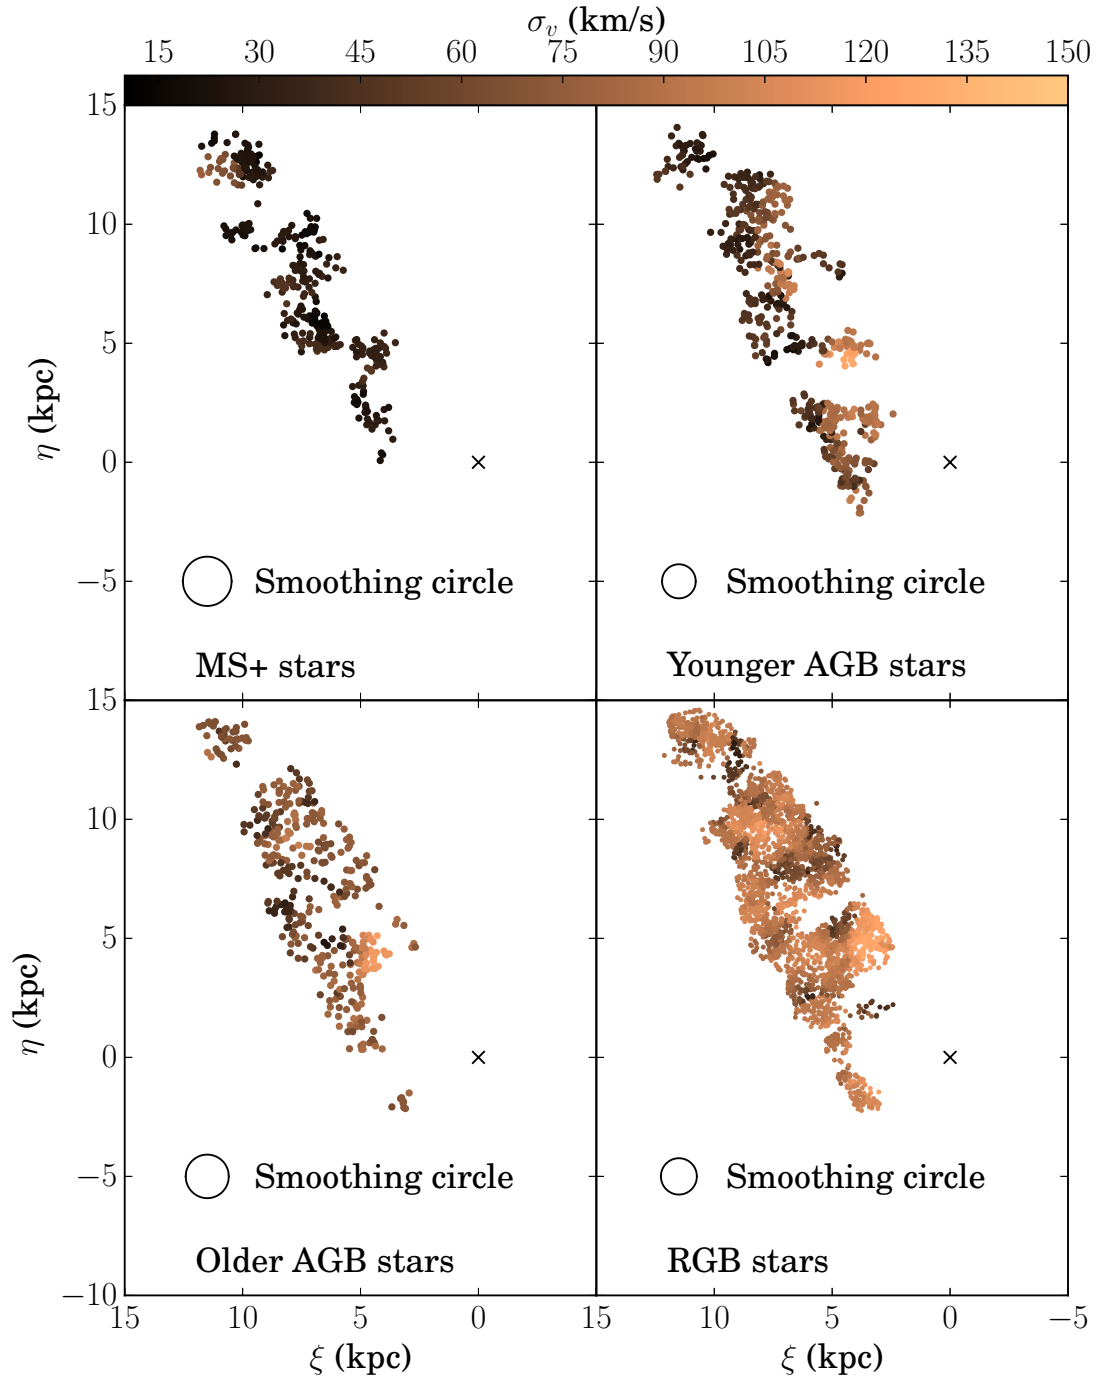 σ_v (km/s)
15 30 45 60 75 90 105 120 135 150
15
10
5
0
−5
η (kpc)
Smoothing circle
MS+ stars
Smoothing circle
Younger AGB stars
15
10
5
0
−5
−10
η (kpc)
Smoothing circle
Older AGB stars
Smoothing circle
RGB stars
15 10 5 0 15 10 5 0 −5
ξ (kpc) ξ (kpc)